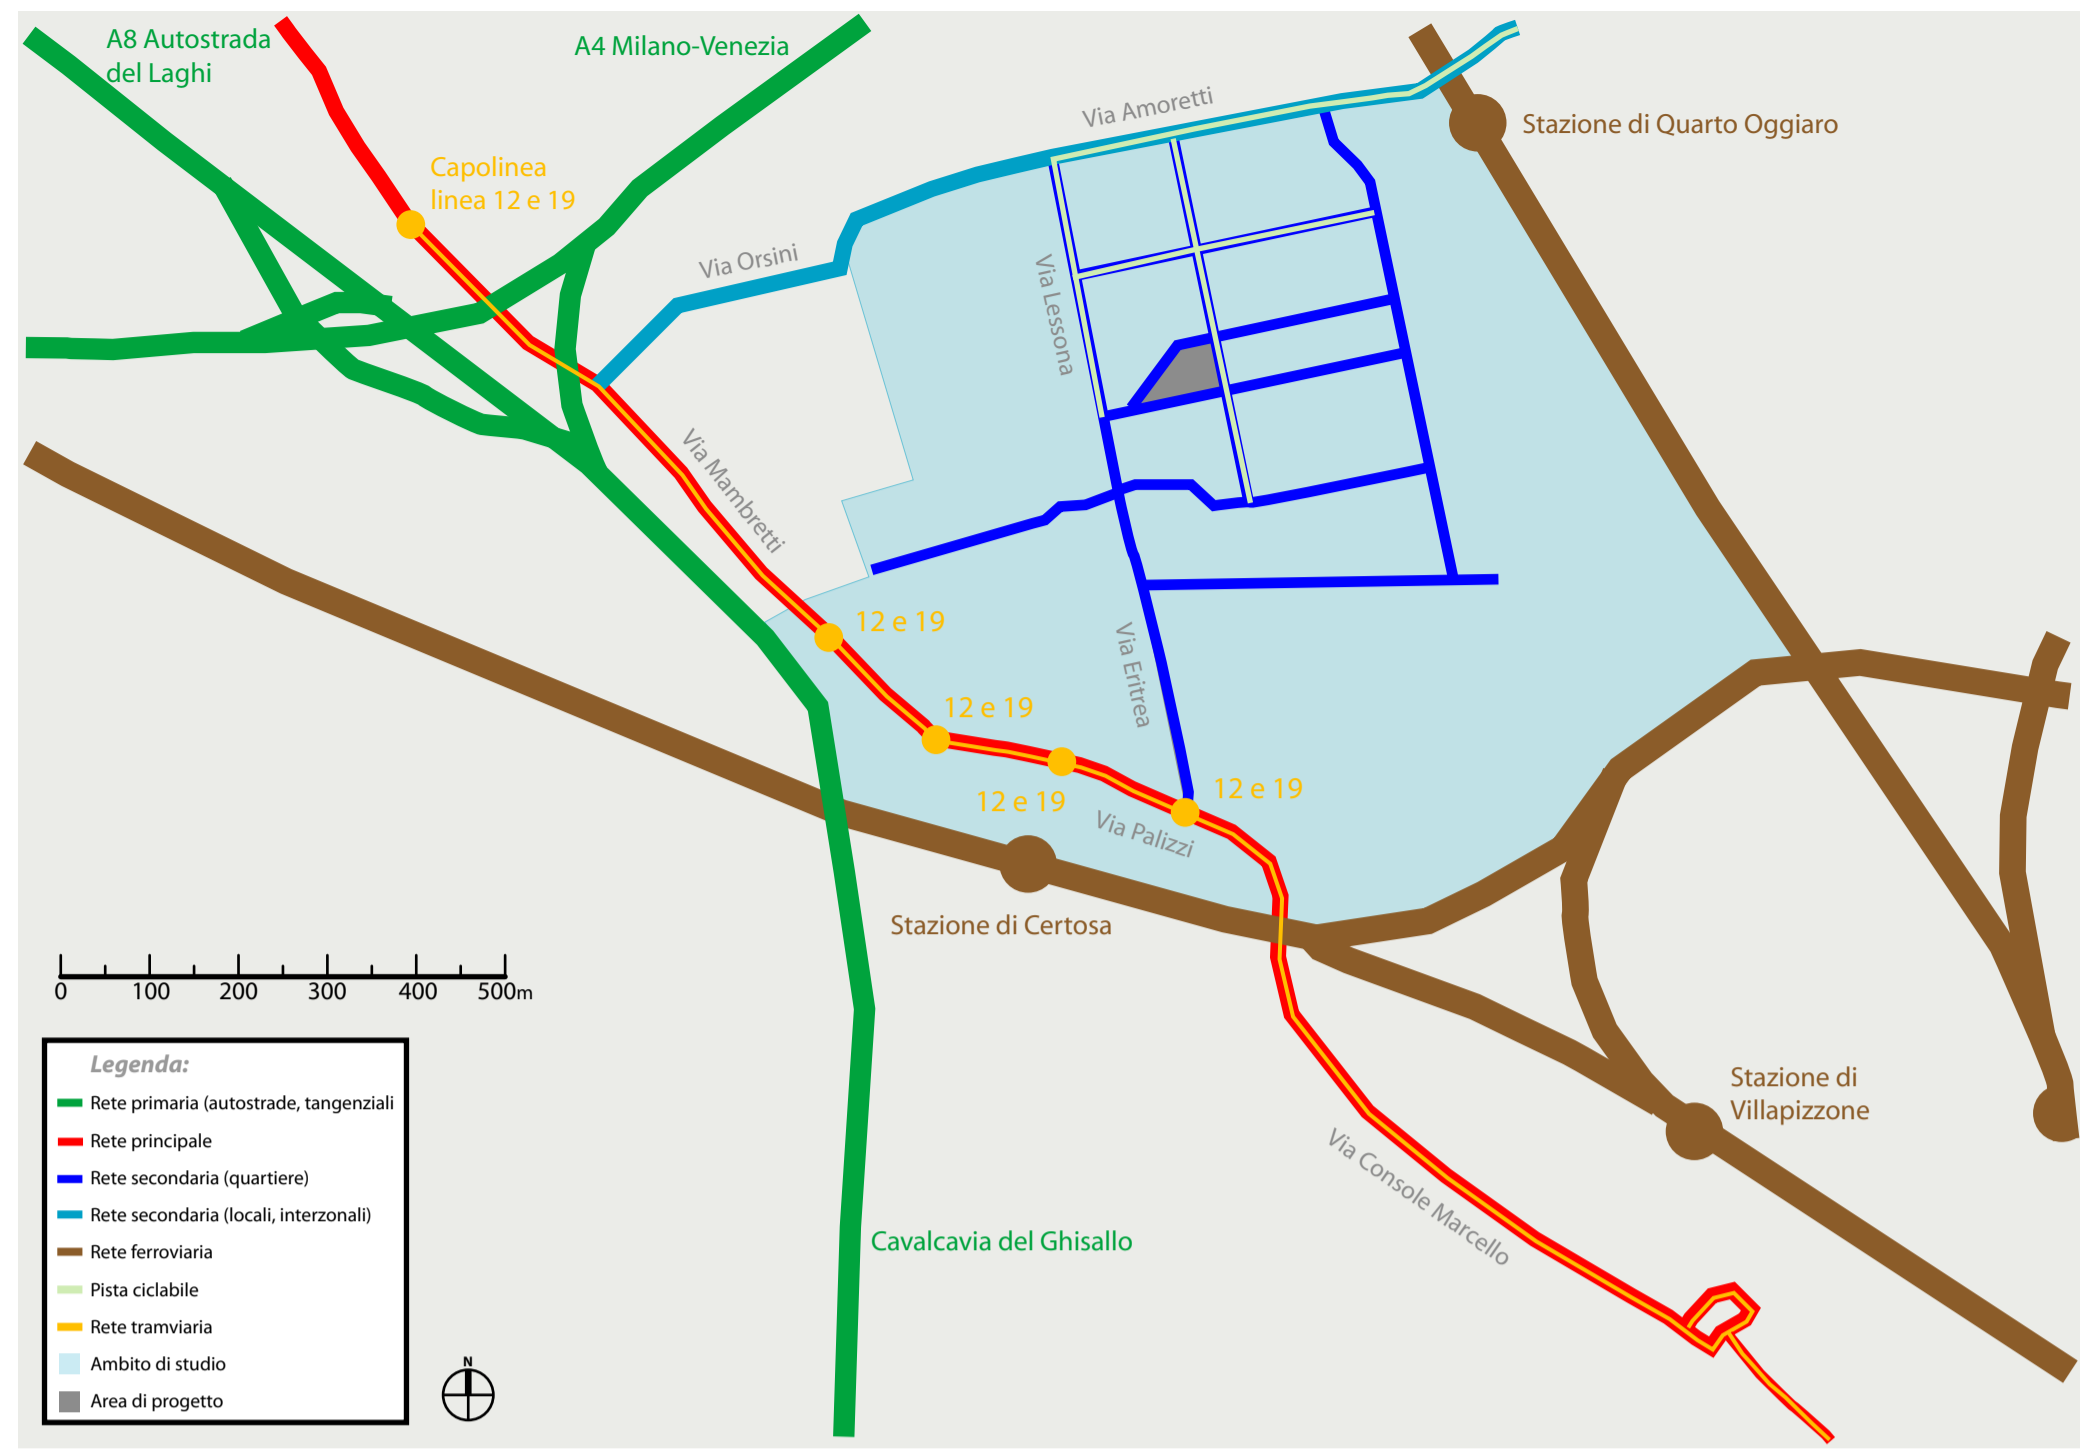 A8 Autostrada
del Laghi
A4 Milano-Venezia
Via Amoretti
Stazione di Quarto Oggiaro
Capolinea
linea 12 e 19
Via Orsini
Via Lessona
Via Mambretti
12 e 19
Via Eritrea
12 e 19
12 e 19
12 e 19
Via Palizzi
Stazione di Certosa
0 100 200 300 400 500m
Stazione di
Villapizzone
Via Console Marcello
Cavalcavia del Ghisallo
Legenda:
Rete primaria (autostrade, tangenziali
Rete principale
Rete secondaria (quartiere)
Rete secondaria (locali, interzonali)
Rete ferroviaria
Pista ciclabile
Rete tramviaria
Ambito di studio
Area di progetto
N